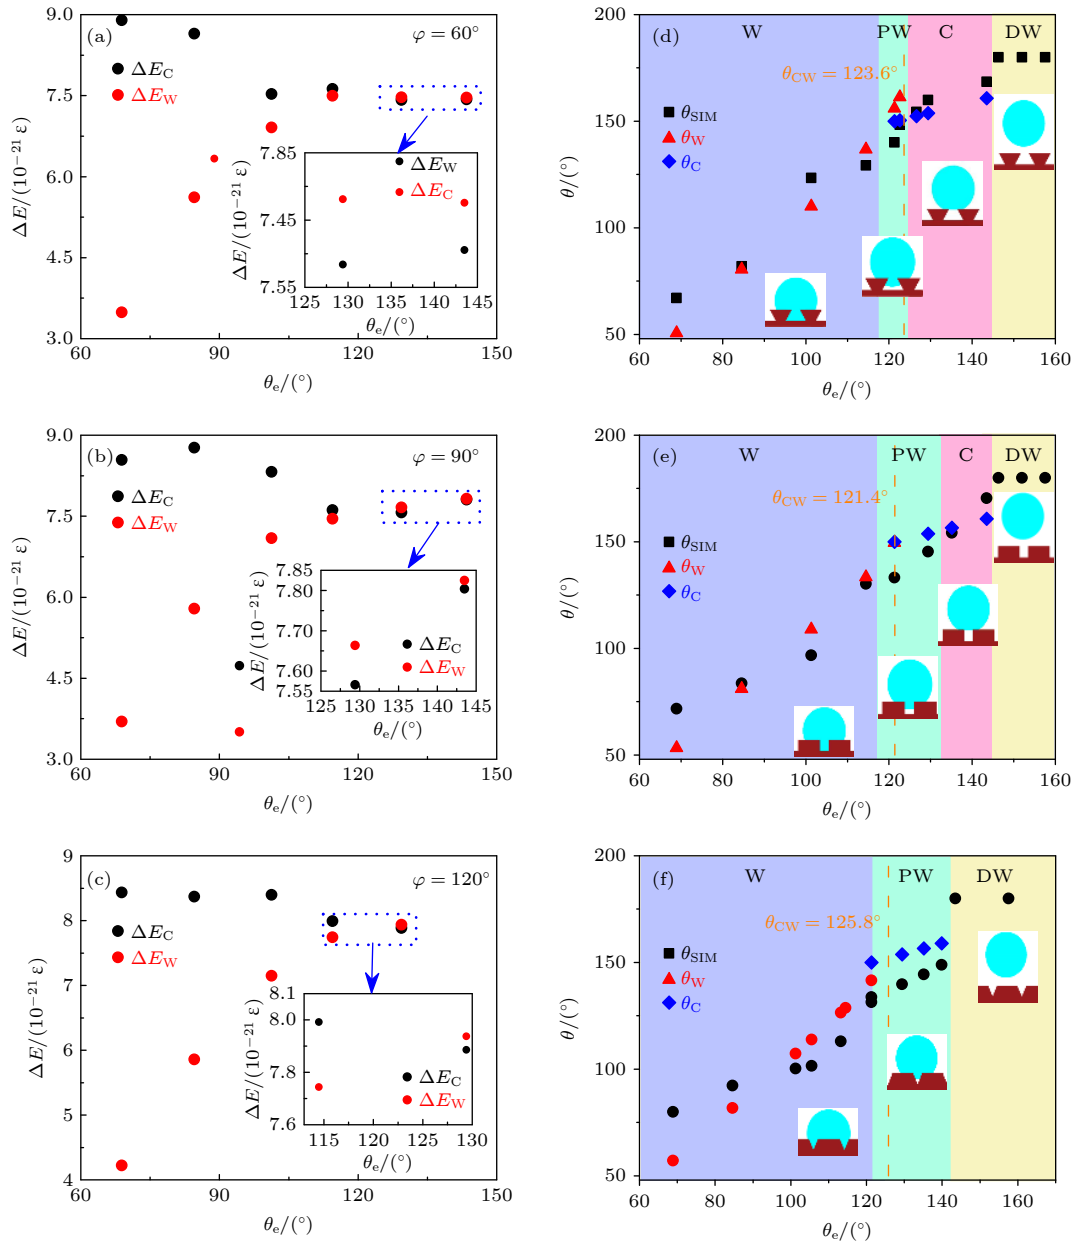 (a)
φ = 60°
ΔE_C
ΔE_W
9.0
7.5
6.0
4.5
3.0
ΔE/(10⁻²¹ ε)
60
90
120
150
θ_e/(°)
7.85
7.45
7.55
ΔE/(10⁻²¹ ε)
ΔE_W
ΔE_C
125
130
135
140
145
θ_e/(°)
(d)
W
PW
C
DW
θ_CW = 123.6°
θ_SIM
θ_W
θ_C
200
150
100
50
θ/(°)
60
80
100
120
140
160
θ_e/(°)
(b)
φ = 90°
ΔE_C
ΔE_W
9.0
7.5
6.0
4.5
3.0
ΔE/(10⁻²¹ ε)
60
90
120
150
θ_e/(°)
7.85
7.80
7.70
7.60
7.55
ΔE/(10⁻²¹ ε)
ΔE_C
ΔE_W
125
130
135
140
145
θ_e/(°)
(e)
W
PW
C
DW
θ_CW = 121.4°
θ_SIM
θ_W
θ_C
200
150
100
50
θ/(°)
60
80
100
120
140
160
θ_e/(°)
(c)
φ = 120°
ΔE_C
ΔE_W
9
8
7
6
5
4
ΔE/(10⁻²¹ ε)
60
90
120
150
θ_e/(°)
8.1
8.0
7.8
7.6
ΔE/(10⁻²¹ ε)
ΔE_C
ΔE_W
115
120
125
130
θ_e/(°)
(f)
W
PW
DW
θ_CW = 125.8°
θ_SIM
θ_W
θ_C
200
150
100
50
θ/(°)
60
80
100
120
140
160
θ_e/(°)